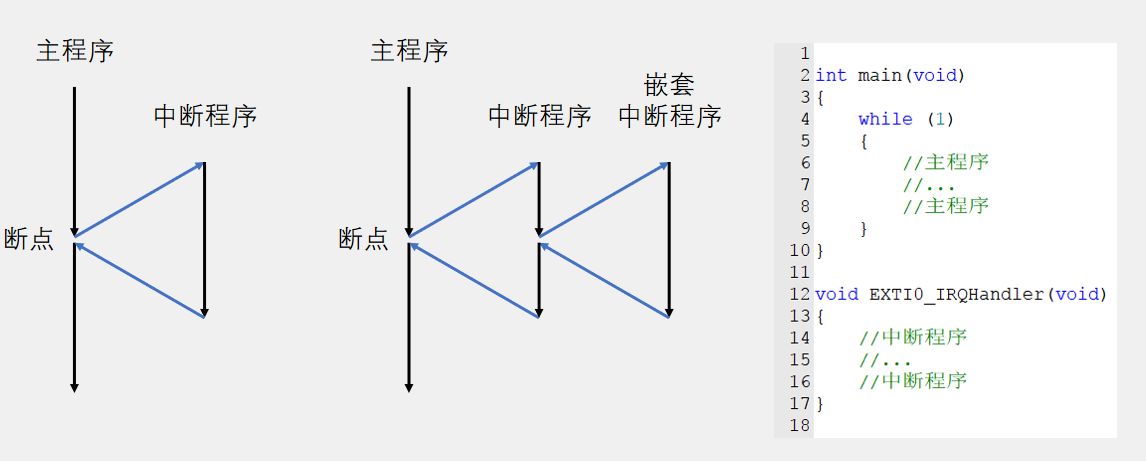 主程序
中断程序
断点
主程序
中断程序
嵌套
中断程序
断点
1
2 int main(void)
3 {
4     while (1)
5     {
6         //主程序
7         //...
8         //主程序
9     }
10 }
11
12 void EXTI0_IRQHandler(void)
13 {
14     //中断程序
15     //...
16     //中断程序
17 }
18